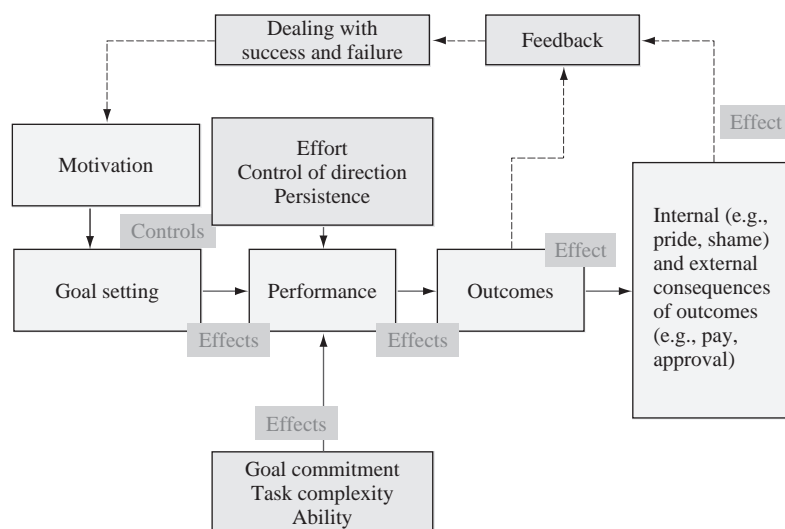 Dealing with
success and failure
Feedback
Effect
Motivation
Effort
Control of direction
Persistence
Controls
Internal (e.g.,
pride, shame)
and external
consequences
of outcomes
(e.g., pay,
approval)
Effect
Goal setting
Performance
Outcomes
Effects
Effects
Effects
Goal commitment
Task complexity
Ability